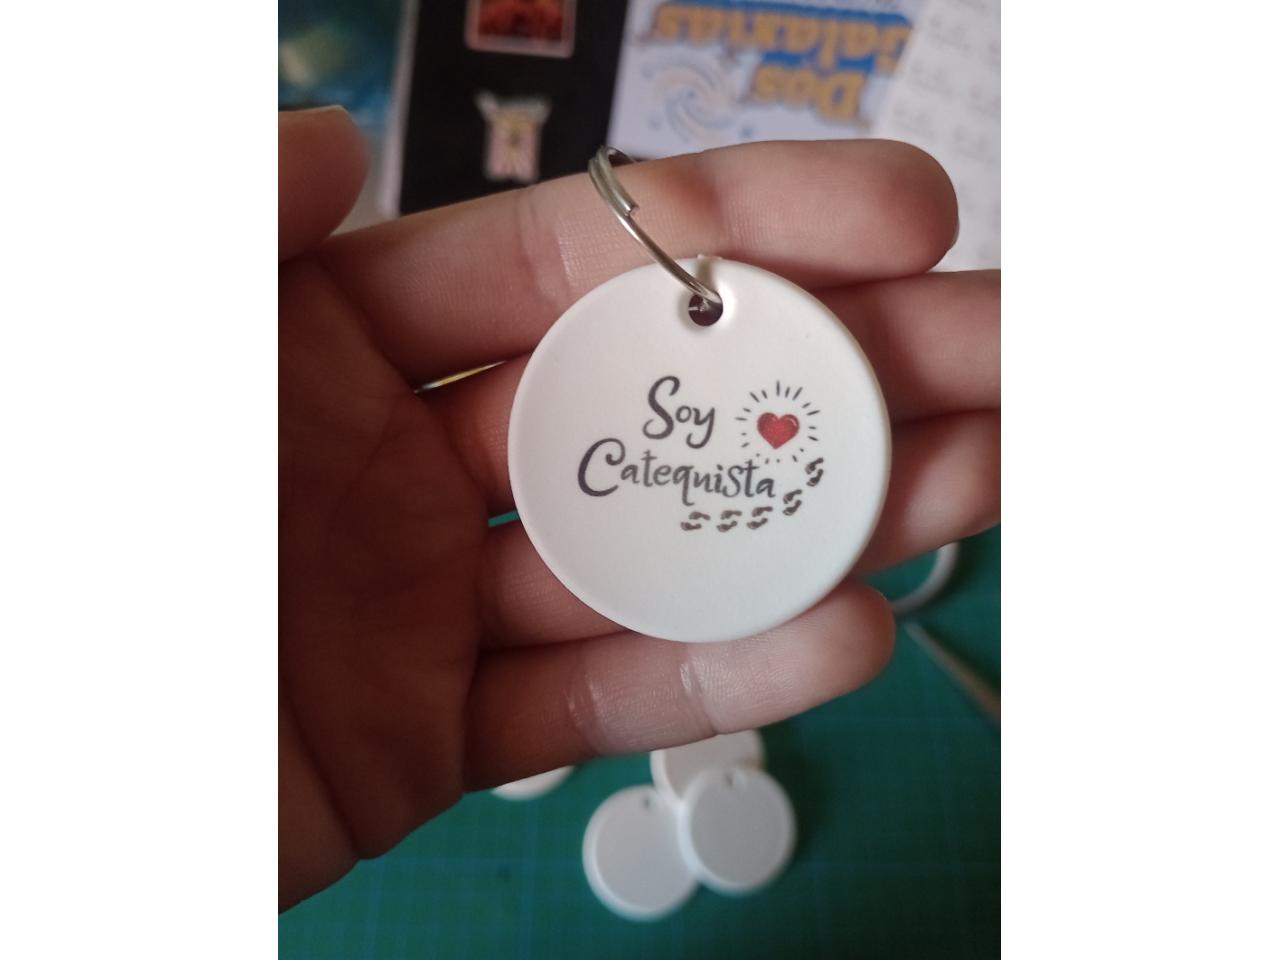 Dos
Galaxias
Soy
Catequista